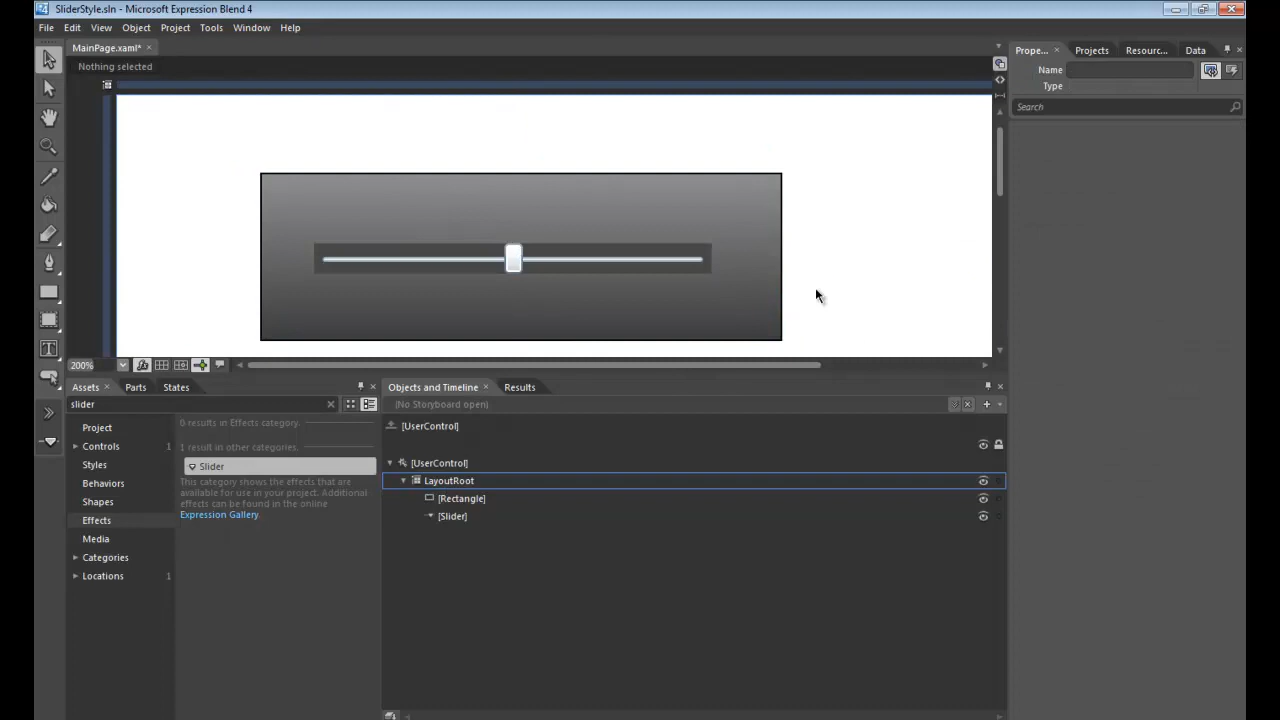 SliderStyle.sln - Microsoft Expression Blend 4
File Edit View Object Project Tools Window Help
MainPage.xaml*
Nothing selected
Prope... Projects Resourc... Data
Name
Type
Search
200%
Assets Parts States
slider
Project
Controls 1
Styles
Behaviors
Shapes
Effects
Media
Categories
Locations 1
0 results in Effects category.
1 result in other categories.
Slider
This category shows the effects that are
available for use in your project. Additional
effects can be found in the online
Expression Gallery.
Objects and Timeline Results
(No Storyboard open)
[UserControl]
[UserControl]
LayoutRoot
[Rectangle]
[Slider]